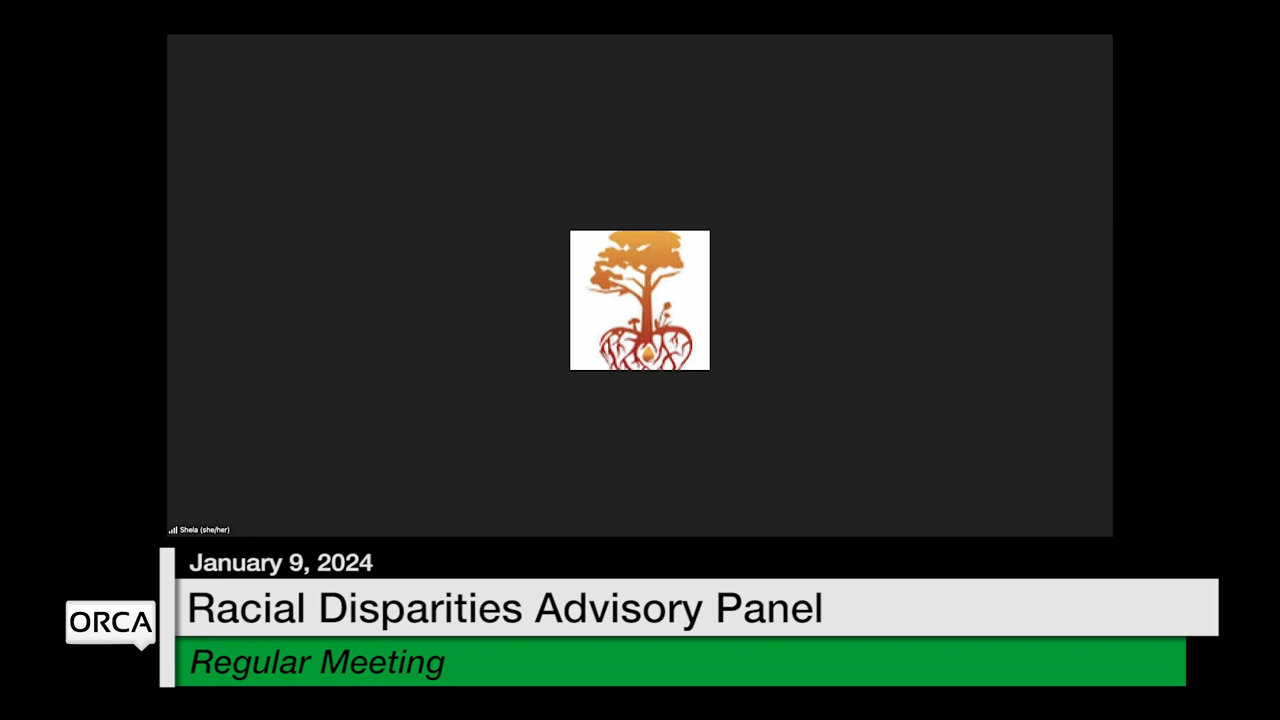 Shela (she/her)
January 9, 2024
Racial Disparities Advisory Panel
ORCA
Regular Meeting